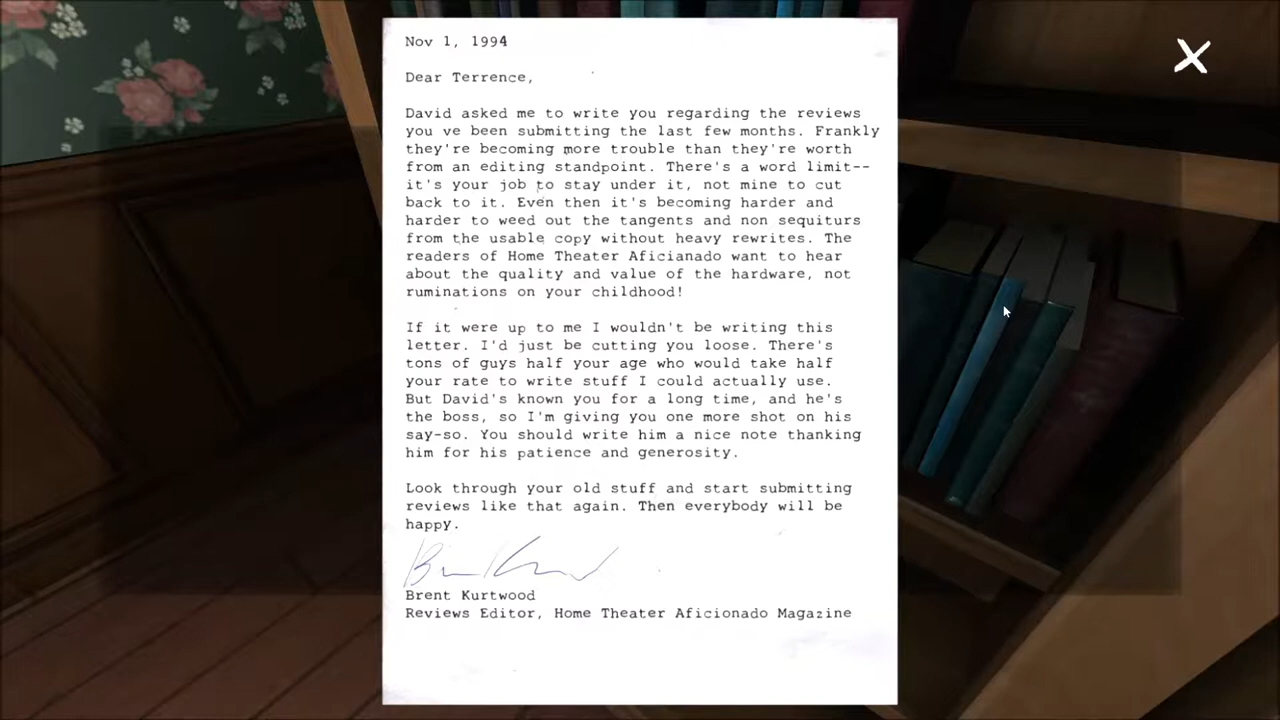 Nov 1, 1994
Dear Terrence,
David asked me to write you regarding the reviews
you ve been submitting the last few months. Frankly
they're becoming more trouble than they're worth
from an editing standpoint. There's a word limit--
it's your job to stay under it, not mine to cut
back to it. Even then it's becoming harder and
harder to weed out the tangents and non sequiturs
from the usable copy without heavy rewrites. The
readers of Home Theater Aficianado want to hear
about the quality and value of the hardware, not
ruminations on your childhood!
If it were up to me I wouldn't be writing this
letter. I'd just be cutting you loose. There's
tons of guys half your age who would take half
your rate to write stuff I could actually use.
But David's known you for a long time, and he's
the boss, so I'm giving you one more shot on his
say-so. You should write him a nice note thanking
him for his patience and generosity.
Look through your old stuff and start submitting
reviews like that again. Then everybody will be
happy.
Brent Kurtwood
Reviews Editor, Home Theater Aficionado Magazine